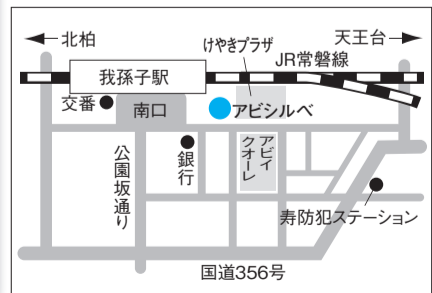 北柏
天王台
けやきプラザ
JR常磐線
我孫子駅
交番
南口
アビシルベ
公園坂通り
銀行
アビイ
クオーレ
寿防犯ステーション
国道356号